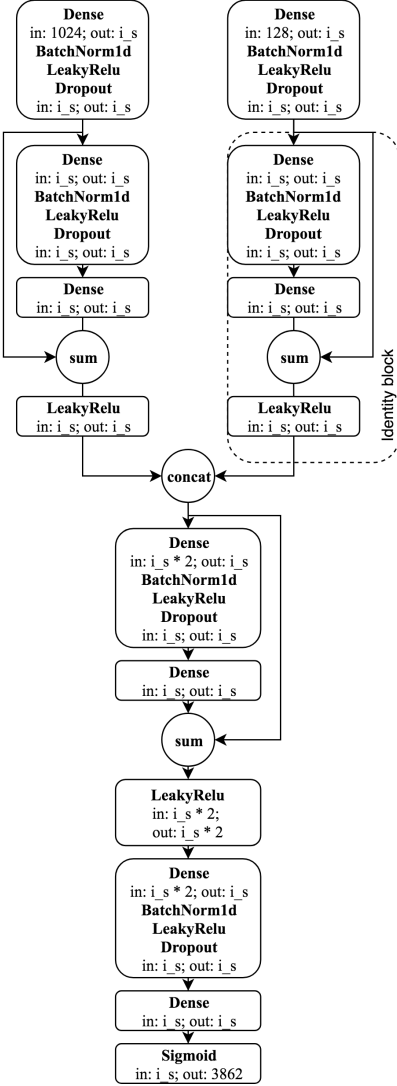 Dense
in: 1024; out: i_s
BatchNorm1d
LeakyRelu
Dropout
in: i_s; out: i_s
Dense
in: i_s; out: i_s
BatchNorm1d
LeakyRelu
Dropout
in: i_s; out: i_s
Dense
in: i_s; out: i_s
sum
LeakyRelu
in: i_s; out: i_s
Dense
in: 128; out: i_s
BatchNorm1d
LeakyRelu
Dropout
in: i_s; out: i_s
Dense
in: i_s; out: i_s
BatchNorm1d
LeakyRelu
Dropout
in: i_s; out: i_s
Dense
in: i_s; out: i_s
sum
LeakyRelu
in: i_s; out: i_s
Identity block
concat
Dense
in: i_s * 2; out: i_s
BatchNorm1d
LeakyRelu
Dropout
in: i_s; out: i_s
Dense
in: i_s; out: i_s
sum
LeakyRelu
in: i_s * 2;
out: i_s * 2
Dense
in: i_s * 2; out: i_s
BatchNorm1d
LeakyRelu
Dropout
in: i_s; out: i_s
Dense
in: i_s; out: i_s
Sigmoid
in: i_s; out: 3862